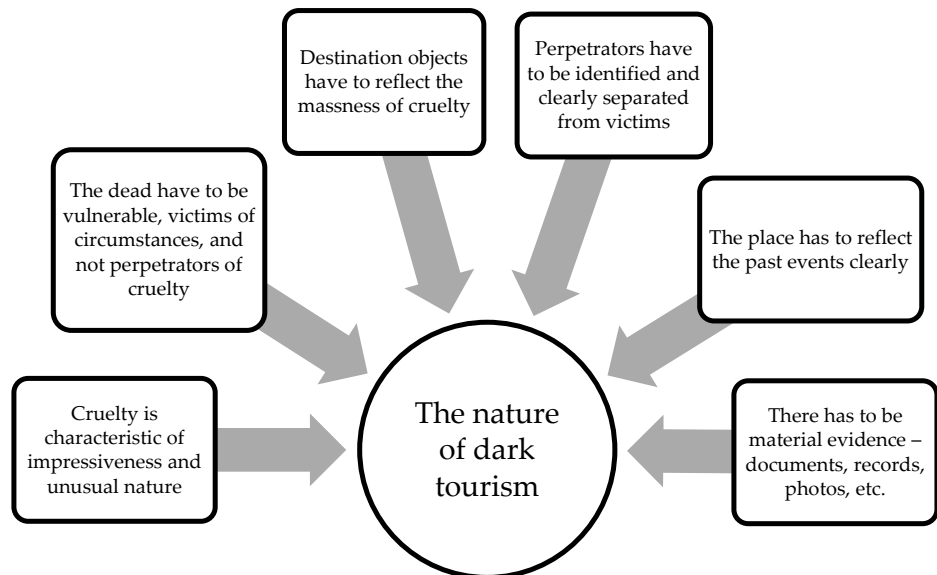 Destination objects
have to reflect the
massness of cruelty
Perpetrators have
to be identified and
clearly separated
from victims
The dead have to be
vulnerable, victims of
circumstances, and
not perpetrators of
cruelty
The place has to reflect
the past events clearly
Cruelty is
characteristic of
impressiveness and
unusual nature
The nature
of dark
tourism
There has to be
material evidence –
documents, records,
photos, etc.